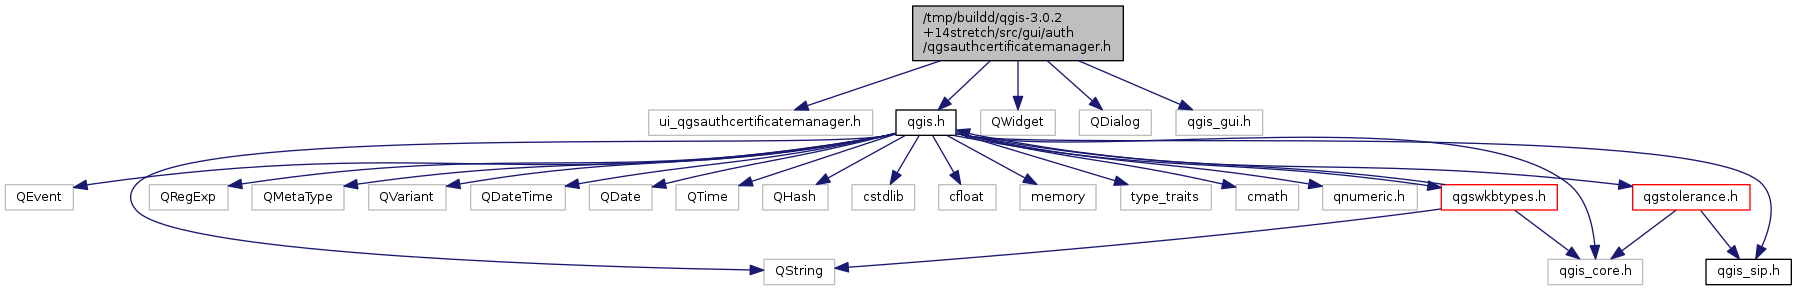 /tmp/buildd/qgis-3.0.2
+14stretch/src/gui/auth
/qgsauthcertificatemanager.h
ui_qgsauthcertificatemanager.h
qgis.h
QWidget
QDialog
qgis_gui.h
QEvent
QRegExp
QMetaType
QVariant
QDateTime
QDate
QTime
QHash
cstdlib
cfloat
memory
type_traits
cmath
qnumeric.h
qgswkbtypes.h
qgstolerance.h
QString
qgis_core.h
qgis_sip.h